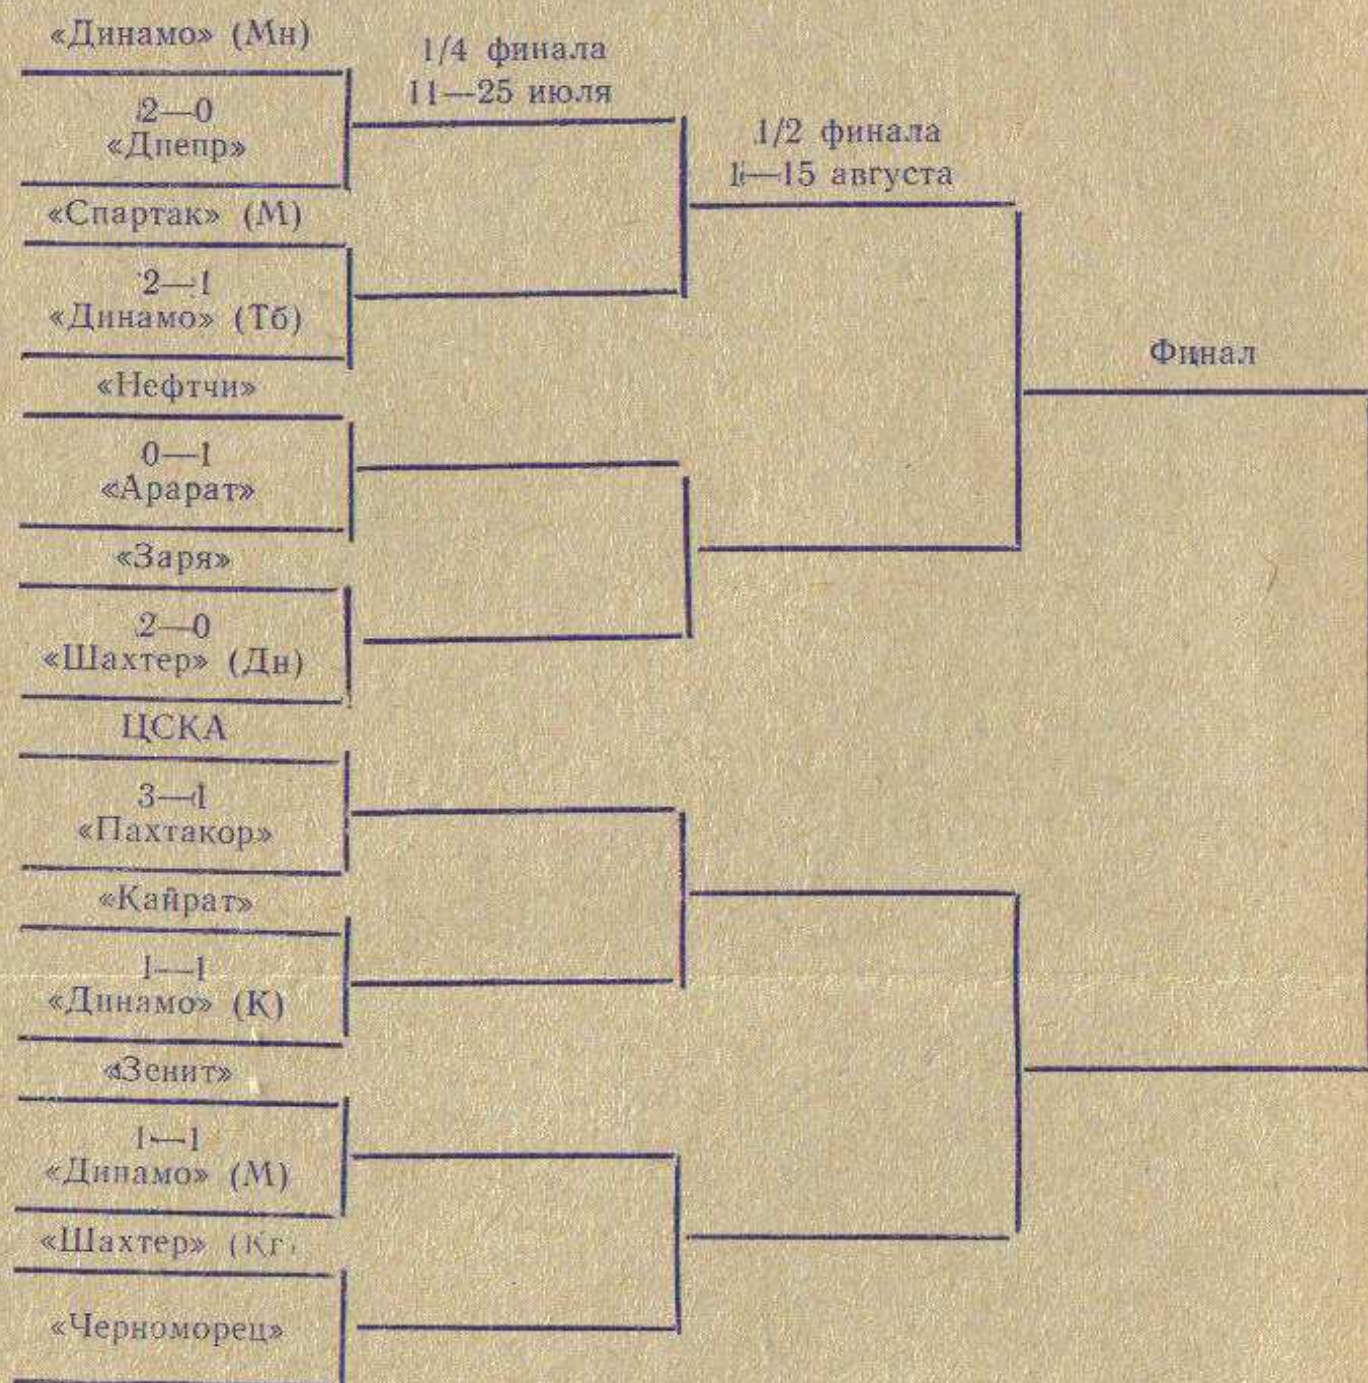 «Динамо» (Мн)
2—0
«Днепр»
«Спартак» (М)
2—1
«Динамо» (Тб)
«Нефтчи»
0—1
«Арарат»
«Заря»
2—0
«Шахтер» (Дн)
ЦСКА
3—1
«Пахтакор»
«Кайрат»
1—1
«Динамо» (К)
«Зенит»
1—1
«Динамо» (М)
«Шахтер» (Кг)
«Черноморец»
1/4 финала
11—25 июля
1/2 финала
1—15 августа
Финал